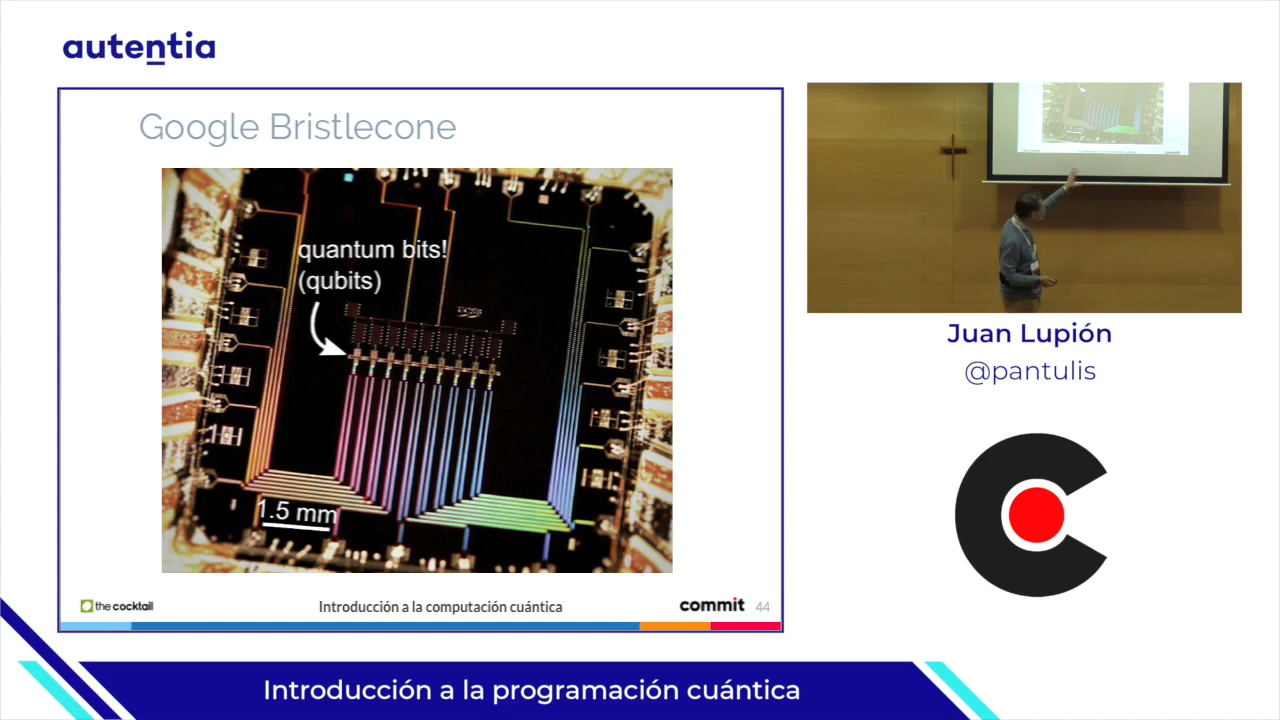 autentia
Google Bristlecone
quantum bits!
(qubits)
1.5 mm
the cocktail
Introducción a la computación cuántica
commit
44
Juan Lupión
@pantulis
Introducción a la programación cuántica